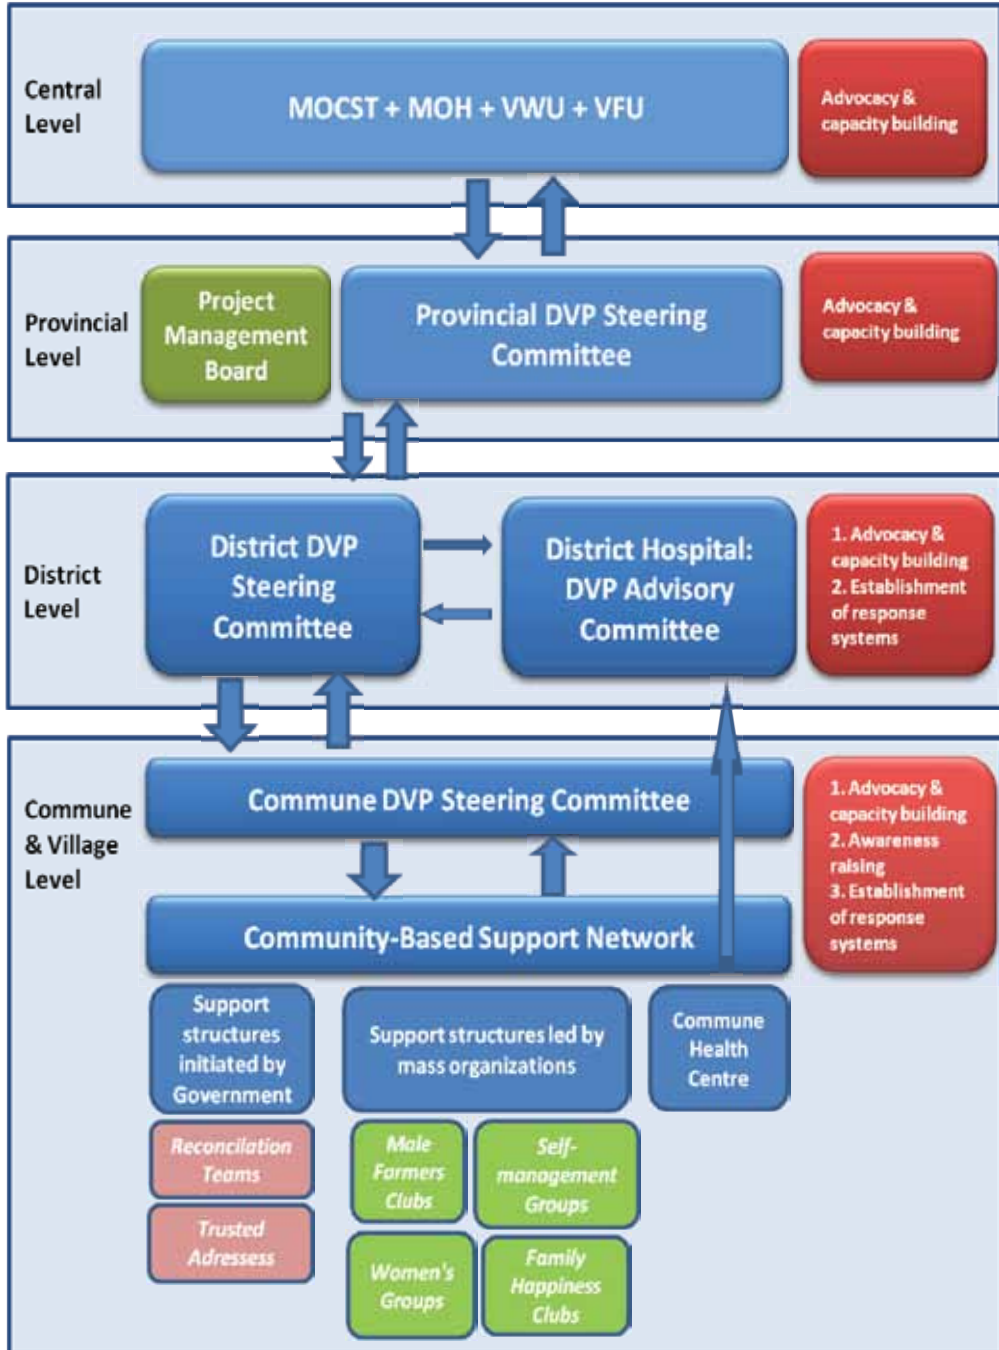 Central
Level
MOCST + MOH + VWU + VFU
Advocacy &
capacity building
Provincial
Level
Project
Management
Board
Provincial DVP Steering
Committee
Advocacy &
capacity building
District
Level
District DVP
Steering
Committee
District Hospital:
DVP Advisory
Committee
1. Advocacy &
capacity building
2. Establishment
of response
systems
Commune
& Village
Level
Commune DVP Steering Committee
1. Advocacy &
capacity building
2. Awareness
raising
3. Establishment
of response
systems
Community-Based Support Network
Support
structures
initiated by
Government
Support structures led by
mass organizations
Commune
Health
Centre
Reconcilation
Teams
Trusted
Adressess
Male
Farmers
Clubs
Self-
management
Groups
Women's
Groups
Family
Happiness
Clubs